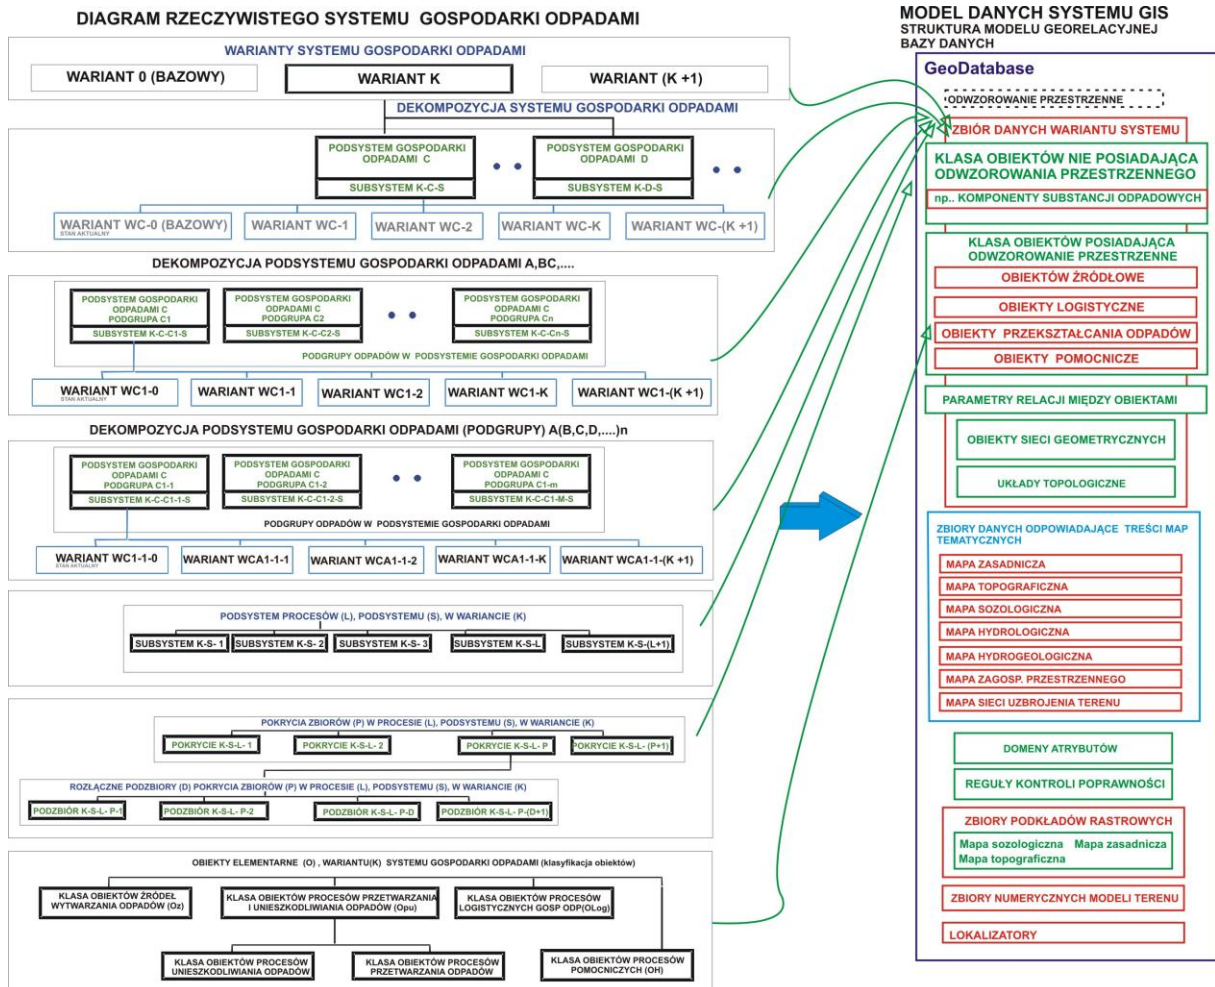 DIAGRAM RZECZYWISTEGO SYSTEMU GOSPODARKI ODPADAMI
WARIANTY SYSTEMU GOSPODARKI ODPADAMI
WARIANT 0 (BAZOWY)
WARIANT K
WARIANT (K +1)
DEKOMPOZYCJA SYSTEMU GOSPODARKI ODPADAMI
PODSYSTEM GOSPODARKI
ODPADAMI C
SUBSYSTEM K-C-S
PODSYSTEM GOSPODARKI
ODPADAMI D
SUBSYSTEM K-D-S
WARIANT WC-0 (BAZOWY)
STAN AKTUALNY
WARIANT WC-1
WARIANT WC-2
WARIANT WC-K
WARIANT WC-(K +1)
DEKOMPOZYCJA PODSYSTEMU GOSPODARKI ODPADAMI A,BC,....
PODSYSTEM GOSPODARKI
ODPADAMI C
PODGRUPA C1
SUBSYSTEM K-C-C1-S
PODSYSTEM GOSPODARKI
ODPADAMI C
PODGRUPA C2
SUBSYSTEM K-C-C2-S
PODSYSTEM GOSPODARKI
ODPADAMI C
PODGRUPA Cn
SUBSYSTEM K-C-Cn-S
PODGRUPY ODPADÓW W PODSYSTEMIE GOSPODARKI ODPADAMI
WARIANT WC1-0
STAN AKTUALNY
WARIANT WC1-1
WARIANT WC1-2
WARIANT WC1-K
WARIANT WC1-(K +1)
DEKOMPOZYCJA PODSYSTEMU GOSPODARKI ODPADAMI (PODGRUPY) A(B,C,D,....)n
PODSYSTEM GOSPODARKI
ODPADAMI C
PODGRUPA C1-1
SUBSYSTEM K-C-C1-1-S
PODSYSTEM GOSPODARKI
ODPADAMI C
PODGRUPA C1-2
SUBSYSTEM K-C-C1-2-S
PODSYSTEM GOSPODARKI
ODPADAMI C
PODGRUPA C1-m
SUBSYSTEM K-C-C1-M-S
PODGRUPY ODPADÓW W PODSYSTEMIE GOSPODARKI ODPADAMI
WARIANT WC1-1-0
STAN AKTUALNY
WARIANT WCA1-1-1
WARIANT WCA1-1-2
WARIANT WCA1-1-K
WARIANT WCA1-1-(K +1)
PODSYSTEM PROCESÓW (L), PODSYSTEMU (S), W WARIANCIE (K)
SUBSYSTEM K-S- 1
SUBSYSTEM K-S- 2
SUBSYSTEM K-S- 3
SUBSYSTEM K-S-L
SUBSYSTEM K-S-(L+1)
POKRYCIA ZBIORÓW (P) W PROCESIE (L), PODSYSTEMU (S), W WARIANCIE (K)
POKRYCIE K-S-L- 1
POKRYCIE K-S-L- 2
POKRYCIE K-S-L- P
POKRYCIE K-S-L- (P+1)
ROZŁĄCZNE PODZBIORY (D) POKRYCIA ZBIORÓW (P) W PROCESIE (L), PODSYSTEMU (S), W WARIANCIE (K)
PODZBIÓR K-S-L- P-1
PODZBIÓR K-S-L- P-2
PODZBIÓR K-S-L- P-D
PODZBIÓR K-S-L- P-(D+1)
OBIEKTY ELEMENTARNE (O) , WARIANTU(K) SYSTEMU GOSPODARKI ODPADAMI (klasyfikacja obiektów)
KLASA OBIEKTÓW ŹRÓDEŁ
WYTWARZANIA ODPADÓW (Oz)
KLASA OBIEKTÓW PROCESÓW PRZETWARZANIA
I UNIESZKODLIWIANIA ODPADÓW (Opu)
KLASA OBIEKTÓW PROCESÓW
LOGISTYCZNYCH GOSP ODP(OLog)
KLASA OBIEKTÓW PROCESÓW
UNIESZKODLIWIANIA ODPADÓW
KLASA OBIEKTÓW PROCESÓW
PRZETWARZANIA ODPADÓW
KLASA OBIEKTÓW PROCESÓW
POMOCNICZYCH (OH)
MODEL DANYCH SYSTEMU GIS
STRUKTURA MODELU GEORELACYJNEJ
BAZY DANYCH
GeoDatabase
ODWZOROWANIE PRZESTRZENNE
ZBIÓR DANYCH WARIANTU SYSTEMU
KLASA OBIEKTÓW NIE POSIADAJĄCA
ODWZOROWANIA PRZESTRZENNEGO
np.. KOMPONENTY SUBSTANCJI ODPADOWYCH
KLASA OBIEKTÓW POSIADAJĄCA
ODWZOROWANIE PRZESTRZENNE
OBIEKTÓW ŹRÓDŁOWE
OBIEKTY LOGISTYCZNE
OBIEKTY PRZEKSZTAŁCANIA ODPADÓW
OBIEKTY POMOCNICZE
PARAMETRY RELACJI MIĘDZY OBIEKTAMI
OBIEKTY SIECI GEOMETRYCZNYCH
UKŁADY TOPOLOGICZNE
ZBIORY DANYCH ODPOWIADAJĄCE TREŚCI MAP
TEMATYCZNYCH
MAPA ZASADNICZA
MAPA TOPOGRAFICZNA
MAPA SOZOLOGICZNA
MAPA HYDROLOGICZNA
MAPA HYDROGEOLOGICZNA
MAPA ZAGOSP. PRZESTRZENNEGO
MAPA SIECI UZBROJENIA TERENU
DOMENY ATRYBUTÓW
REGUŁY KONTROLI POPRAWNOŚCI
ZBIORY PODKŁADÓW RASTROWYCH
Mapa sozologiczna Mapa zasadnicza
Mapa topograficzna
ZBIORY NUMERYCZNYCH MODELI TERENU
LOKALIZATORY